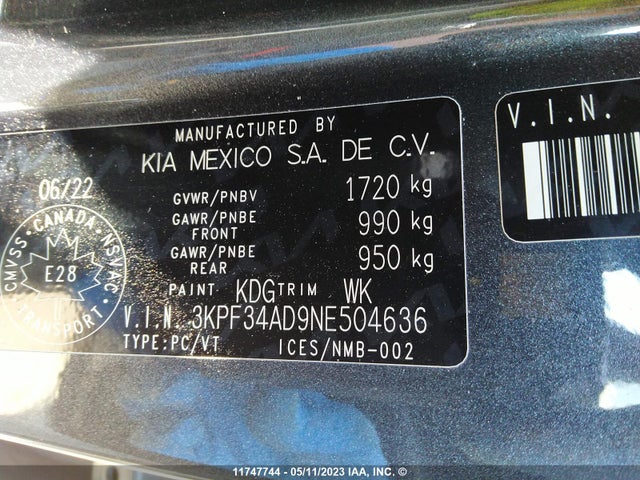 MANUFACTURED BY
KIA MEXICO S.A. DE C.V.
06/22
GVWR/PNBV 1720 kg
GAWR/PNBE FRONT 990 kg
GAWR/PNBE REAR 950 kg
PAINT KDG TRIM WK
V.I.N. 3KPF34AD9NE504636
TYPE:PC/VT ICES/NMB-002
CMVSS·CANADA·NSVAC
E28
TRANSPORT
V.I.N.
11747744 - 05/11/2023 IAA, INC. ©